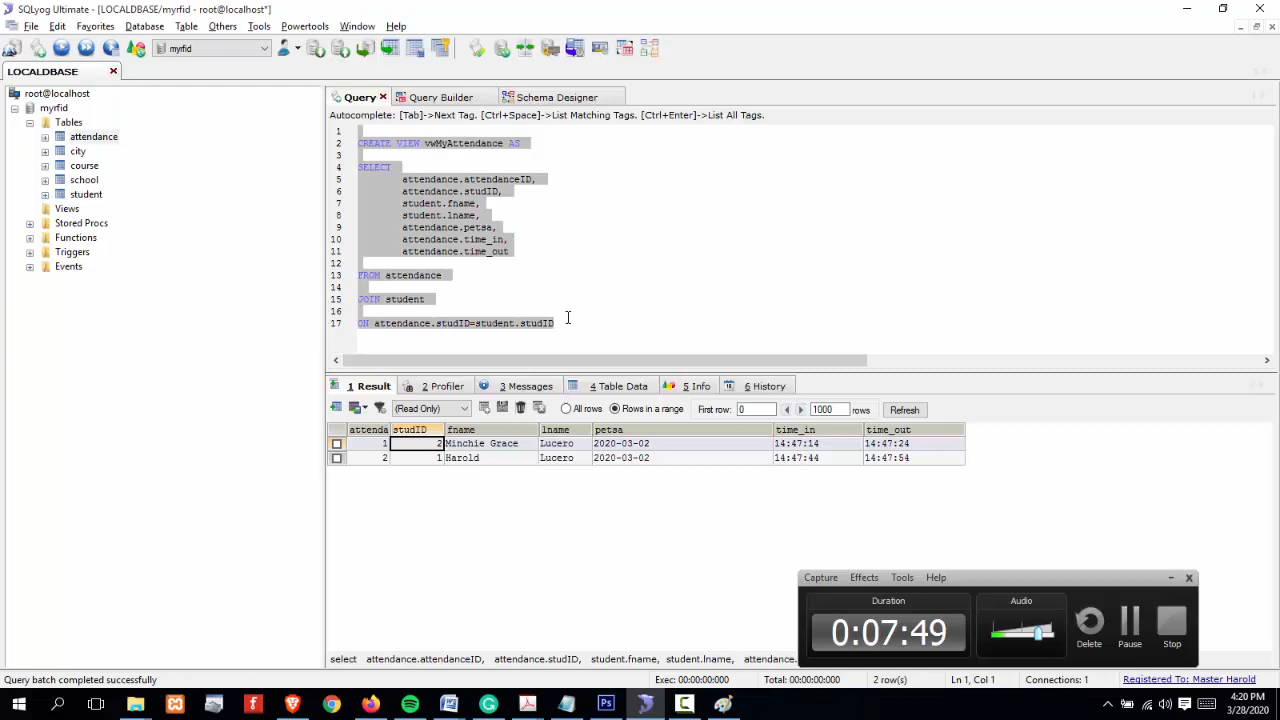 SQLyog Ultimate - [LOCALDBASE/myrfid - root@localhost*]
File Edit Favorites Database Tables Others Tools Powertools Window Help
myrfid
LOCALDBASE
root@localhost
myrfid
Tables
attendance
city
course
school
student
Views
Stored Procs
Functions
Triggers
Events
Query Query Builder Schema Designer
Autocomplete: [Tab]->Next Tag. [Ctrl+Space]->List Matching Tags. [Ctrl+Enter]->List All Tags.
1
2 CREATE VIEW vwMyAttendance AS
3
4 SELECT
5 attendance.attendanceID,
6 attendance.studID,
7 student.fname,
8 student.lname,
9 attendance.petsa,
10 attendance.time_in,
11 attendance.time_out
12
13 FROM attendance
14
15 JOIN student
16
17 ON attendance.studID=student.studID
1 Result 2 Profiler 3 Messages 4 Table Data 5 Info 6 History
(Read Only) All rows Rows in a range First row: 0 1000 rows Refresh
attenda studID fname lname petsa time_in time_out
1 2 Minchie Grace Lucero 2020-03-02 14:47:14 14:47:24
2 1 Harold Lucero 2020-03-02 14:47:44 14:47:54
Capture Effects Tools Help
Duration Audio
0:07:49
Delete Pause Stop
select attendance.attendanceID, attendance.studID, student.fname, student.lname, attendance.
Query batch completed successfully Exec: 00:00:00:000 Total: 00:00:00:000 2 row(s) Ln 1, Col 1 Connections: 1 Registered To: Master Harold
4:20 PM
3/28/2020